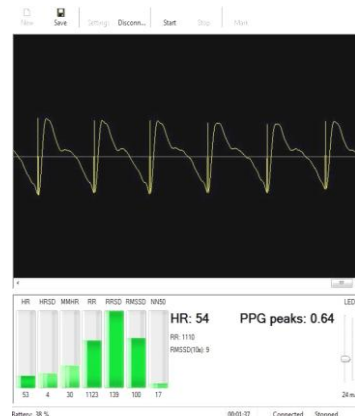 New Save Settings Disconn... Start Stop Mark
HR HRSD MMHR RR RRSD RMSSD NN50 LED
HR: 54 PPG peaks: 0.64
RR: 1110
RMSSD(10s): 9
53 4 30 1123 139 100 17 24 m
Battery: 38 % 00:01:37 Connected Stopped